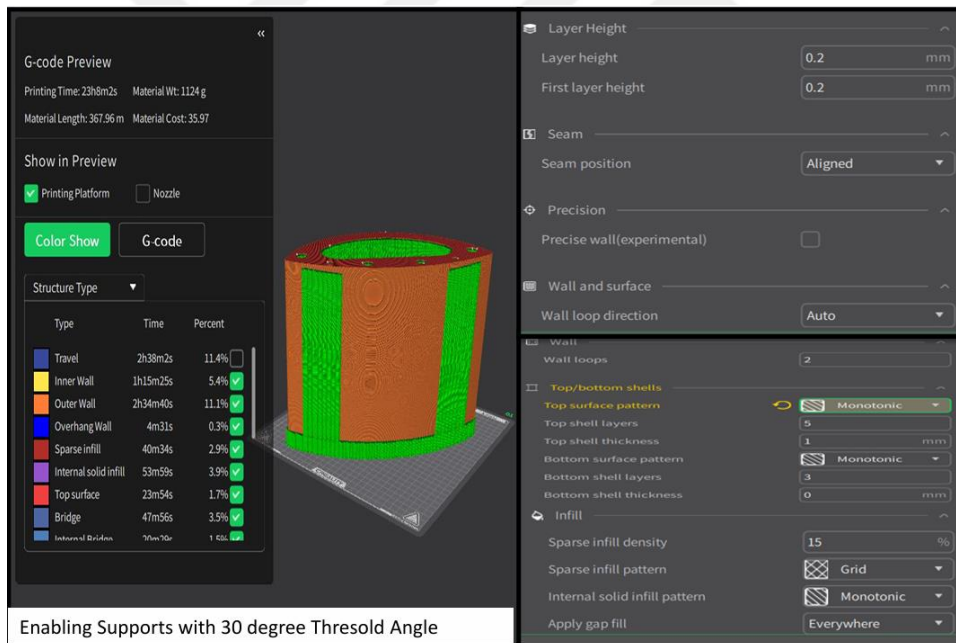 «
G-code Preview
Printing Time: 23h8m2s Material Wt: 1124 g
Material Length: 367.96 m Material Cost: 35.97
Show in Preview
Printing Platform Nozzle
Color Show G-code
Structure Type
Type Time Percent
Travel 2h38m2s 11.4%
Inner Wall 1h15m25s 5.4%
Outer Wall 2h34m40s 11.1%
Overhang Wall 4m31s 0.3%
Sparse infill 40m34s 2.9%
Internal solid infill 53m59s 3.9%
Top surface 23m54s 1.7%
Bridge 47m56s 3.5%
Internal Bridge 20m29s 1.5%
Enabling Supports with 30 degree Thresold Angle
Layer Height
Layer height 0.2 mm
First layer height 0.2 mm
Seam
Seam position Aligned
Precision
Precise wall(experimental)
Wall and surface
Wall loop direction Auto
Wall
Wall loops 2
Top/bottom shells
Top surface pattern Monotonic
Top shell layers 5
Top shell thickness 1 mm
Bottom surface pattern Monotonic
Bottom shell layers 3
Bottom shell thickness 0 mm
Infill
Sparse infill density 15 %
Sparse infill pattern Grid
Internal solid infill pattern Monotonic
Apply gap fill Everywhere